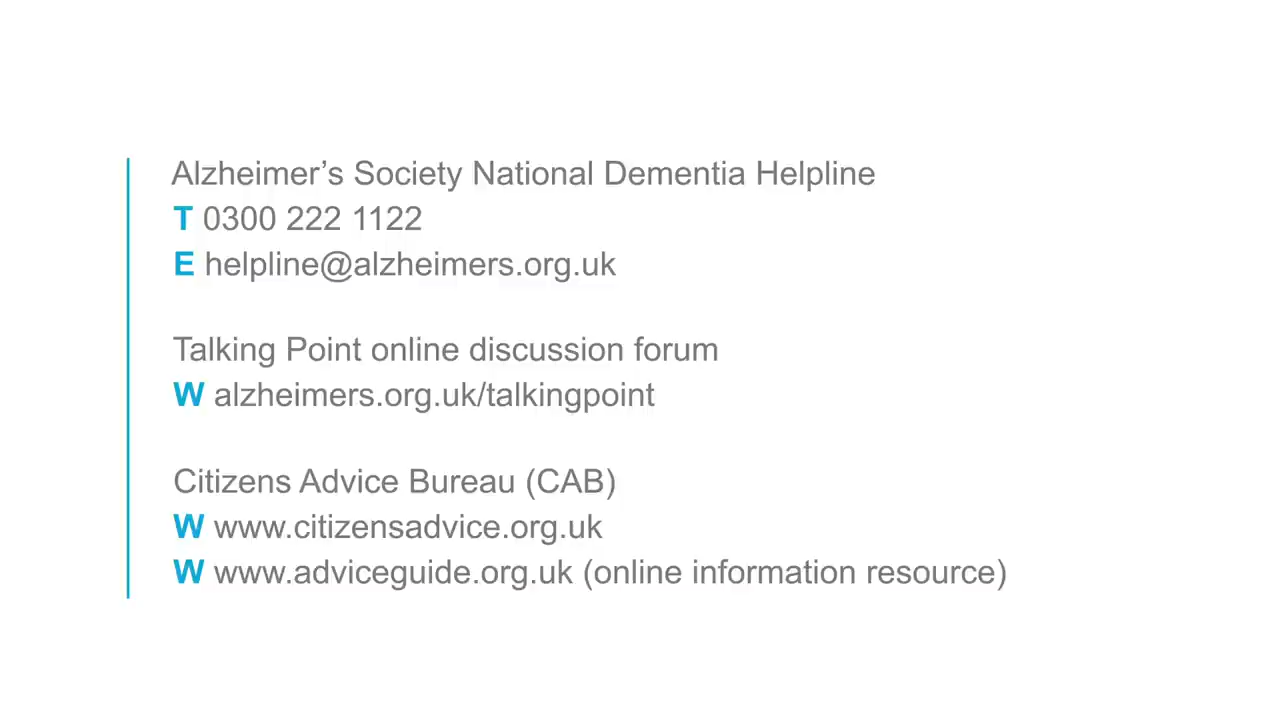 Alzheimer’s Society National Dementia Helpline
T 0300 222 1122
E helpline@alzheimers.org.uk
Talking Point online discussion forum
W alzheimers.org.uk/talkingpoint
Citizens Advice Bureau (CAB)
W www.citizensadvice.org.uk
W www.adviceguide.org.uk (online information resource)